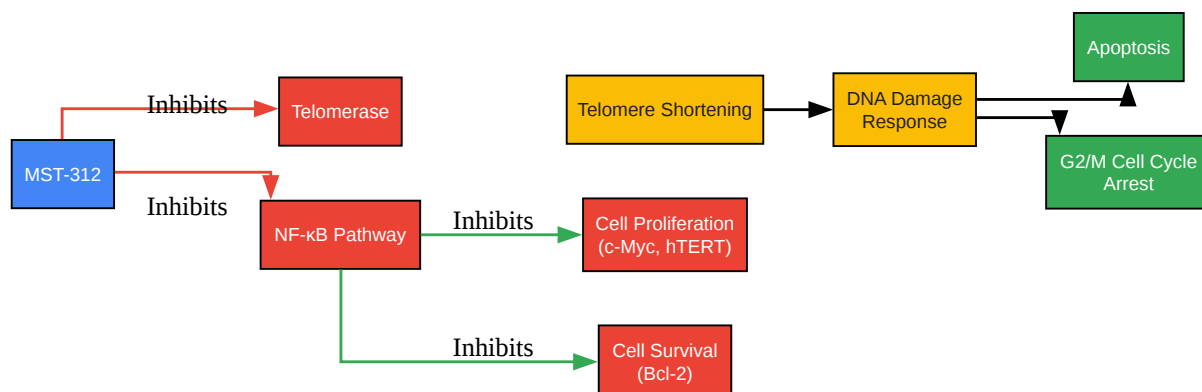 Apoptosis
Inhibits
Telomerase
Telomere Shortening
DNA Damage
Response
MST-312
G2/M Cell Cycle
Arrest
Inhibits
NF-κB Pathway
Inhibits
Cell Proliferation
(c-Myc, hTERT)
Inhibits
Cell Survival
(Bcl-2)